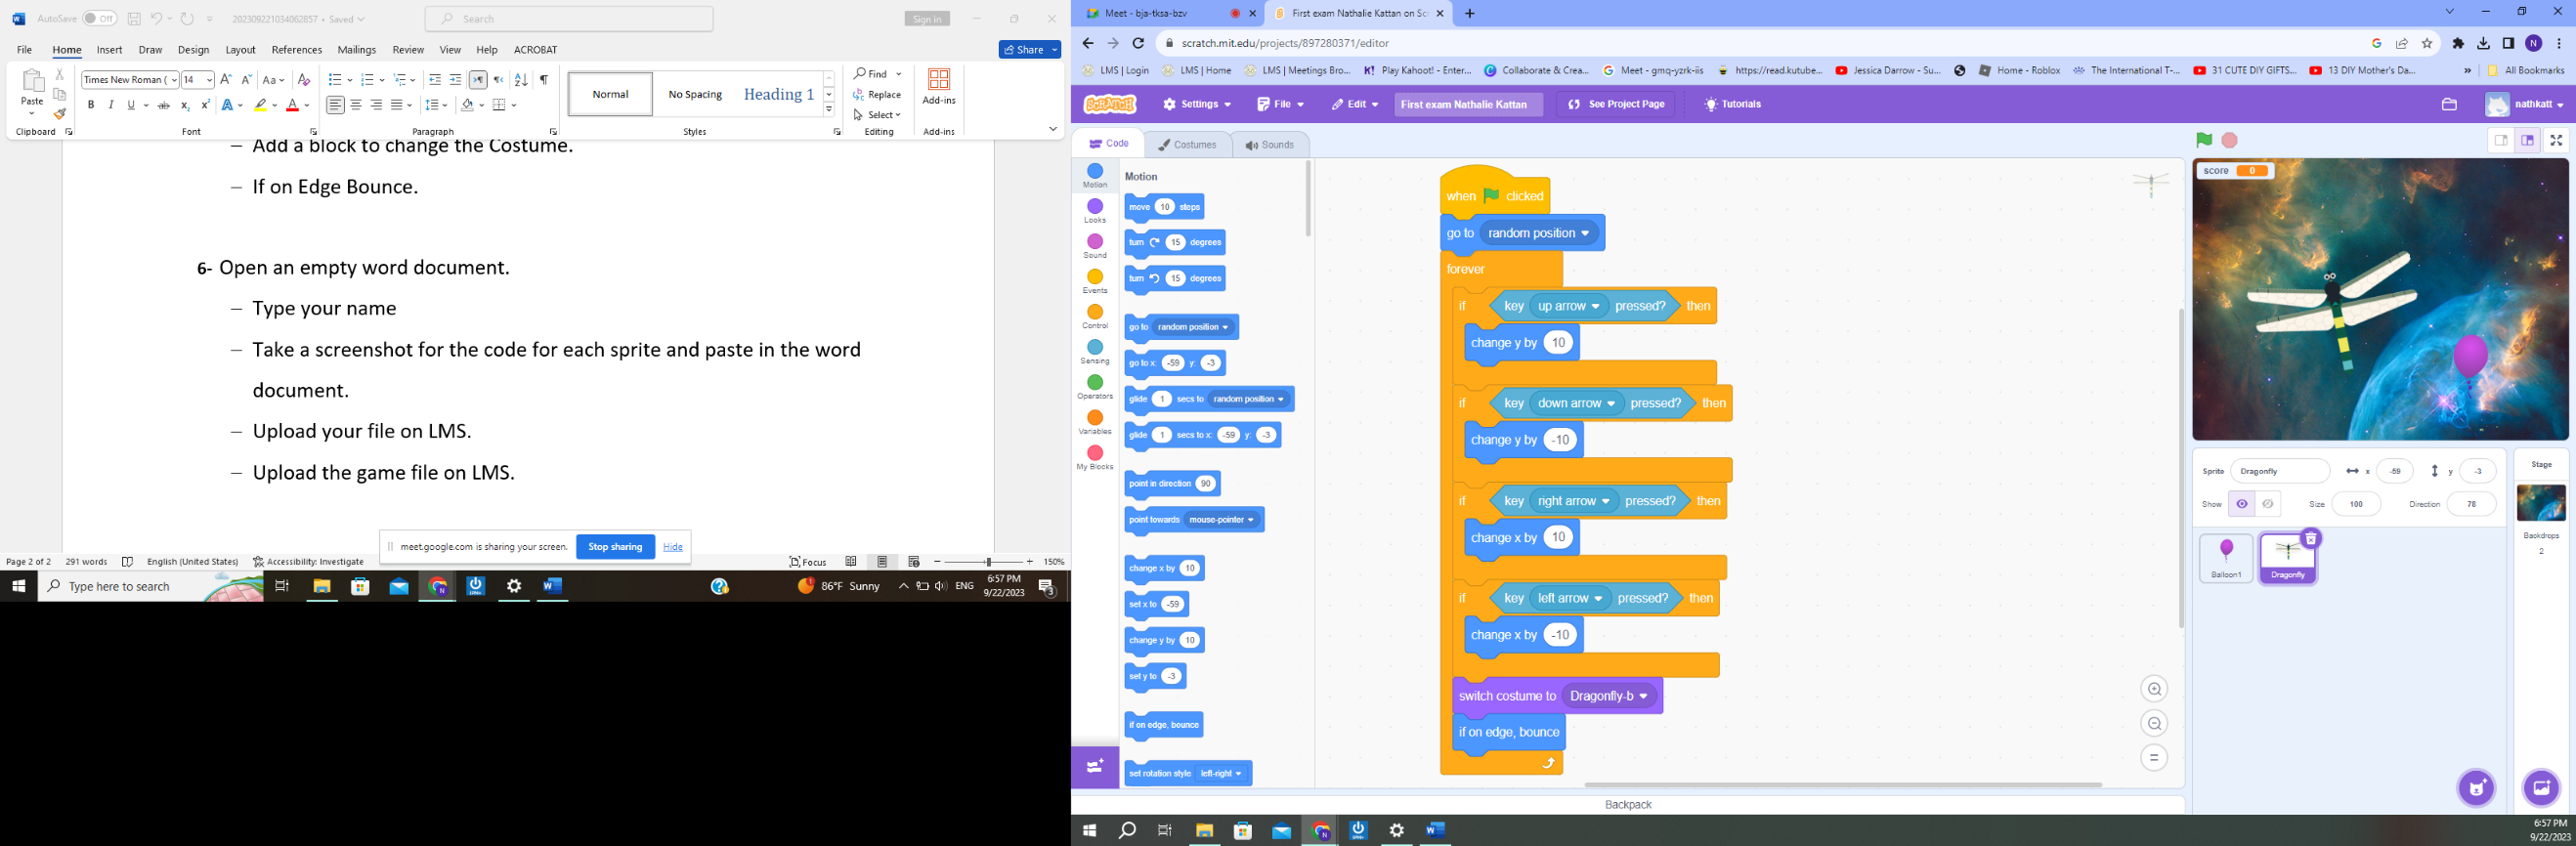 AutoSave Off 202309221034062857 • Saved Search Sign in
File Home Insert Draw Design Layout References Mailings Review View Help ACROBAT Share
Times New Roman ( 14 Aa
Paste B I U ab
Normal No Spacing Heading 1
Find
Replace
Select
Add-ins
Clipboard Font Paragraph Styles Editing Add-ins
– Add a block to change the Costume.
– If on Edge Bounce.
6- Open an empty word document.
– Type your name
– Take a screenshot for the code for each sprite and paste in the word
document.
– Upload your file on LMS.
– Upload the game file on LMS.
meet.google.com is sharing your screen. Stop sharing Hide
Page 2 of 2 291 words English (United States) Accessibility: Investigate Focus 150%
Type here to search 86°F Sunny ENG 6:57 PM
9/22/2023 3
Meet - bja-tksa-bzv First exam Nathalie Kattan on Sc
scratch.mit.edu/projects/897280371/editor N
LMS | Login LMS | Home LMS | Meetings Bro... Play Kahoot! - Enter... Collaborate & Crea... Meet - gmq-yzrk-iis https://read.kutube... Jessica Darrow - Su... Home - Roblox The International T-... 31 CUTE DIY GIFTS... 13 DIY Mother's Da... » All Bookmarks
SCRATCH Settings File Edit First exam Nathalie Kattan See Project Page Tutorials nathkatt
Code Costumes Sounds
Motion
Looks
Sound
Events
Control
Sensing
Operators
Variables
My Blocks
Motion
move 10 steps
turn 15 degrees
turn 15 degrees
go to random position
go to x: -59 y: -3
glide 1 secs to random position
glide 1 secs to x: -59 y: -3
point in direction 90
point towards mouse-pointer
change x by 10
set x to -59
change y by 10
set y to -3
if on edge, bounce
set rotation style left-right
when clicked
go to random position
forever
if key up arrow pressed? then
change y by 10
if key down arrow pressed? then
change y by -10
if key right arrow pressed? then
change x by 10
if key left arrow pressed? then
change x by -10
switch costume to Dragonfly-b
if on edge, bounce
Backpack
score 0
Sprite Dragonfly x -59 y -3
Show Size 100 Direction 78
Balloon1 Dragonfly
Stage
Backdrops
2
6:57 PM
9/22/2023